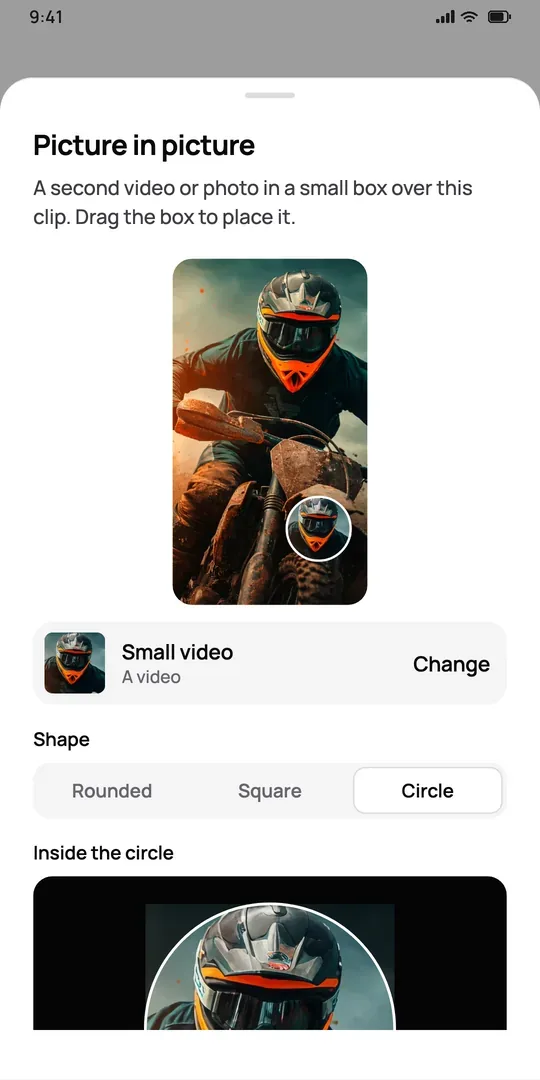 9:41
Picture in picture
A second video or photo in a small box over this
clip. Drag the box to place it.
Small video
A video
Change
Shape
Rounded
Square
Circle
Inside the circle